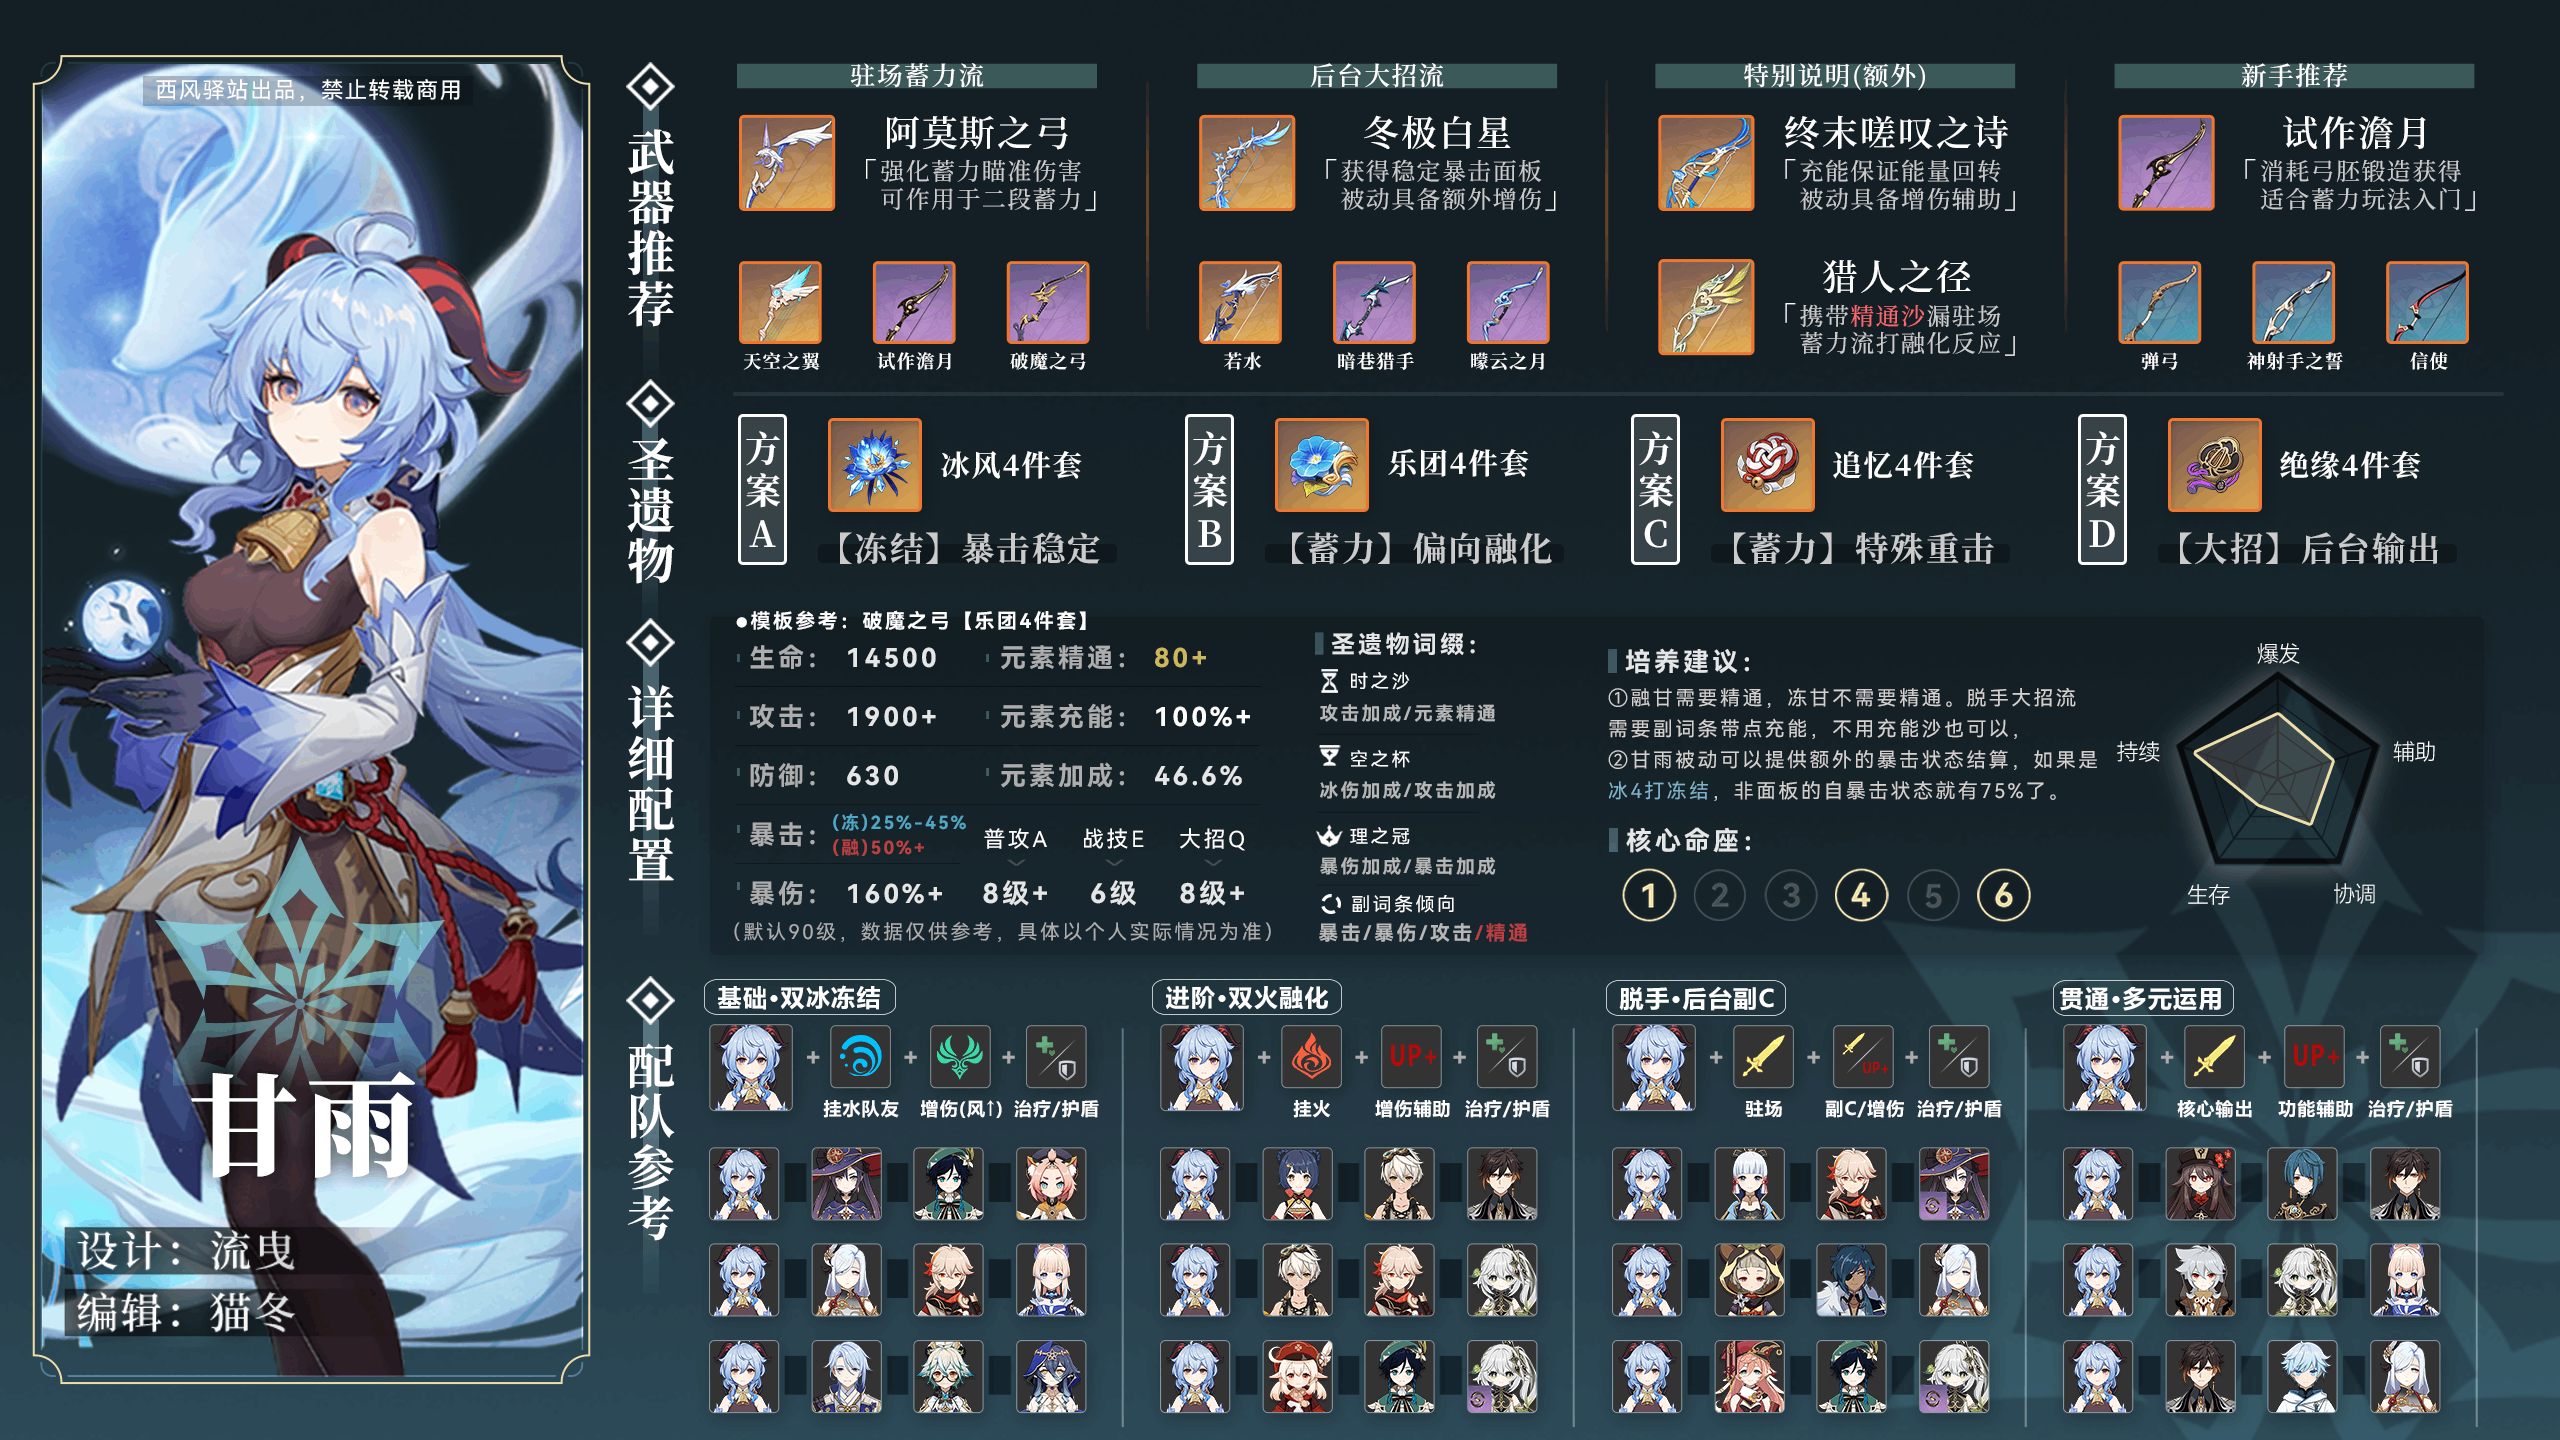 西风驿站出品，禁止转载商用
甘雨
设计：流曳
编辑：猫冬
武器推荐
驻场蓄力流
阿莫斯之弓
「强化蓄力瞄准伤害
可作用于二段蓄力」
天空之翼
试作澹月
破魔之弓
后台大招流
冬极白星
「获得稳定暴击面板
被动具备额外增伤」
若水
暗巷猎手
曚云之月
特别说明(额外)
终末嗟叹之诗
「充能保证能量回转
被动具备增伤辅助」
猎人之径
「携带精通沙漏驻场
蓄力流打融化反应」
新手推荐
试作澹月
「消耗弓胚锻造获得
适合蓄力玩法入门」
弹弓
神射手之誓
信使
圣遗物
方案A
冰风4件套
【冻结】暴击稳定
方案B
乐团4件套
【蓄力】偏向融化
方案C
追忆4件套
【蓄力】特殊重击
方案D
绝缘4件套
【大招】后台输出
详细配置
●模板参考：破魔之弓【乐团4件套】
生命： 14500 元素精通： 80+
攻击： 1900+ 元素充能： 100%+
防御： 630 元素加成： 46.6%
暴击： (冻)25%-45%
(融)50%+
普攻A 战技E 大招Q
暴伤： 160%+ 8级+ 6级 8级+
(默认90级，数据仅供参考，具体以个人实际情况为准)
圣遗物词缀：
时之沙
攻击加成/元素精通
空之杯
冰伤加成/攻击加成
理之冠
暴伤加成/暴击加成
副词条倾向
暴击/暴伤/攻击/精通
培养建议：
①融甘需要精通，冻甘不需要精通。脱手大招流
需要副词条带点充能，不用充能沙也可以，
②甘雨被动可以提供额外的暴击状态结算，如果是
冰4打冻结，非面板的自暴击状态就有75%了。
核心命座：
1 2 3 4 5 6
爆发
持续
辅助
生存
协调
配队参考
基础•双冰冻结
+ + +
挂水队友 增伤(风↑) 治疗/护盾
进阶•双火融化
+ + UP+ +
挂火 增伤辅助 治疗/护盾
脱手•后台副C
+ + UP+ +
驻场 副C/增伤 治疗/护盾
贯通•多元运用
+ + UP+ +
核心输出 功能辅助 治疗/护盾